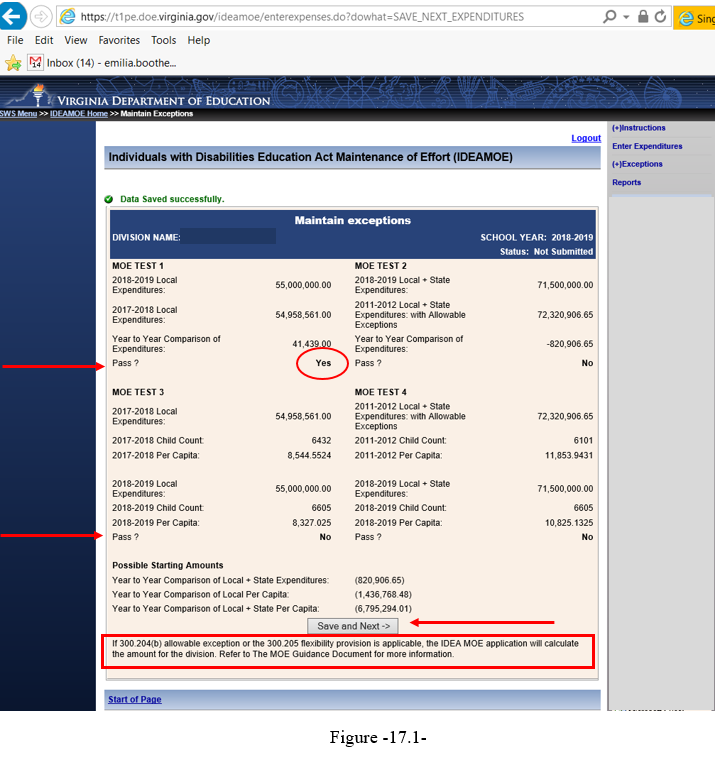 https://t1pe.doe.virginia.gov/ideamoe/enterexpenses.do?dowhat=SAVE_NEXT_EXPENDITURES
Sing
File Edit View Favorites Tools Help
14 Inbox (14) - emilia.boothe...
VIRGINIA DEPARTMENT OF EDUCATION
SWS Menu >> IDEAMOE Home >> Maintain Exceptions
(+)Instructions
Enter Expenditures
(+)Exceptions
Reports
Logout
Individuals with Disabilities Education Act Maintenance of Effort (IDEAMOE)
Data Saved successfully.
Maintain exceptions
DIVISION NAME: SCHOOL YEAR: 2018-2019
Status: Not Submitted
MOE TEST 1
2018-2019 Local
Expenditures: 55,000,000.00
2017-2018 Local
Expenditures: 54,958,561.00
Year to Year Comparison of
Expenditures: 41,439.00
Pass ? Yes
MOE TEST 2
2018-2019 Local + State
Expenditures: 71,500,000.00
2011-2012 Local + State
Expenditures: with Allowable
Exceptions 72,320,906.65
Year to Year Comparison of
Expenditures: -820,906.65
Pass ? No
MOE TEST 3
2017-2018 Local
Expenditures: 54,958,561.00
2017-2018 Child Count: 6432
2017-2018 Per Capita: 8,544.5524
2018-2019 Local
Expenditures: 55,000,000.00
2018-2019 Child Count: 6605
2018-2019 Per Capita: 8,327.025
Pass ? No
MOE TEST 4
2011-2012 Local + State
Expenditures: with Allowable
Exceptions 72,320,906.65
2011-2012 Child Count: 6101
2011-2012 Per Capita: 11,853.9431
2018-2019 Local + State
Expenditures: 71,500,000.00
2018-2019 Child Count: 6605
2018-2019 Per Capita: 10,825.1325
Pass ? No
Possible Starting Amounts
Year to Year Comparison of Local + State Expenditures: (820,906.65)
Year to Year Comparison of Local Per Capita: (1,436,768.48)
Year to Year Comparison of Local + State Per Capita: (6,795,294.01)
Save and Next ->
If 300.204(b) allowable exception or the 300.205 flexibility provision is applicable, the IDEA MOE application will calculate
the amount for the division. Refer to The MOE Guidance Document for more information.
Start of Page
Figure -17.1-